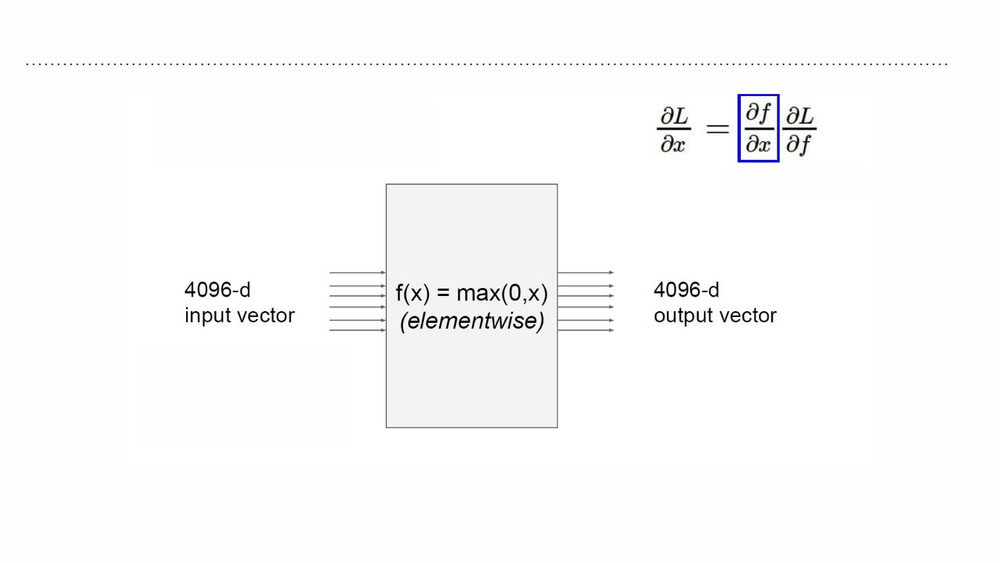 ∂L/∂x = ∂f/∂x ∂L/∂f
4096-d
input vector
f(x) = max(0,x)
(elementwise)
4096-d
output vector